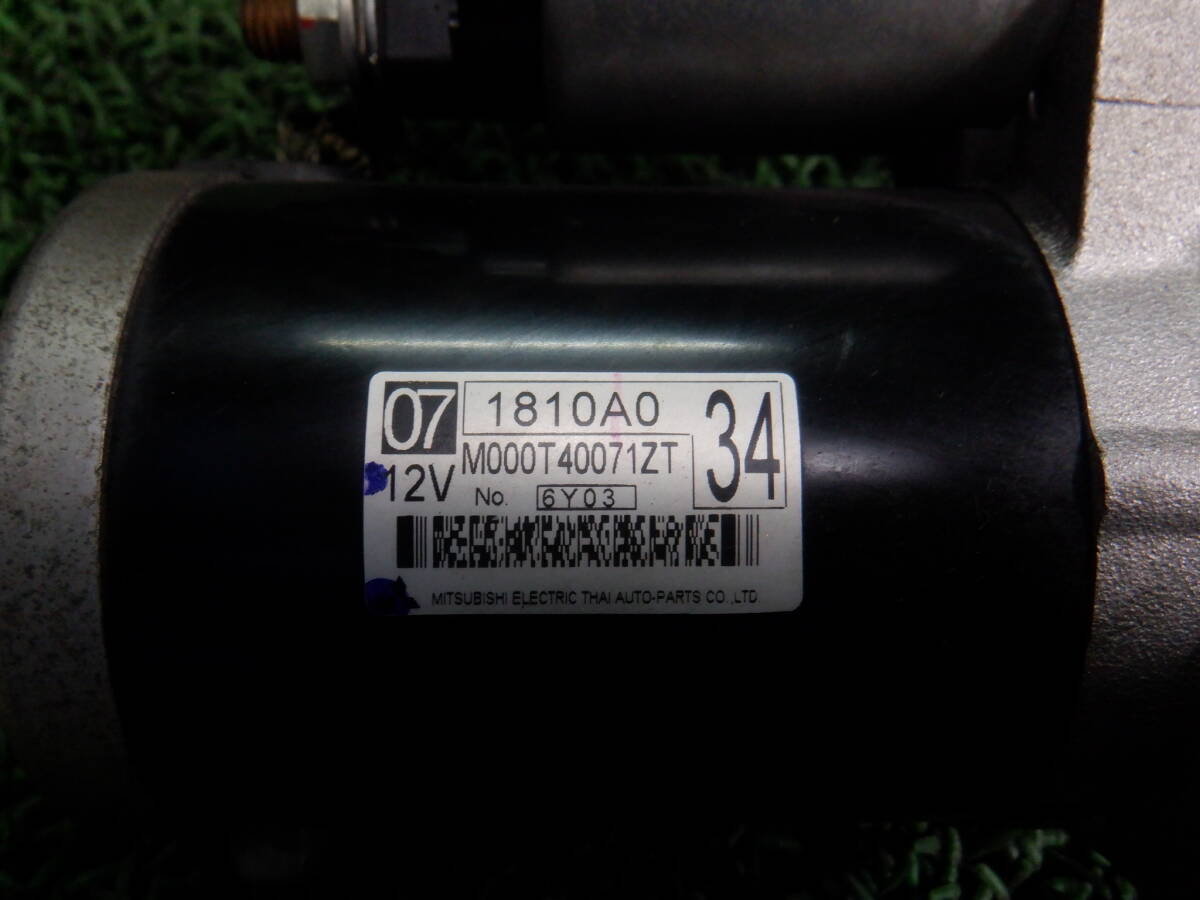 07 1810A0 34
12V M000T40071ZT
No. 6Y03
MITSUBISHI ELECTRIC THAI AUTO-PARTS CO.,LTD.